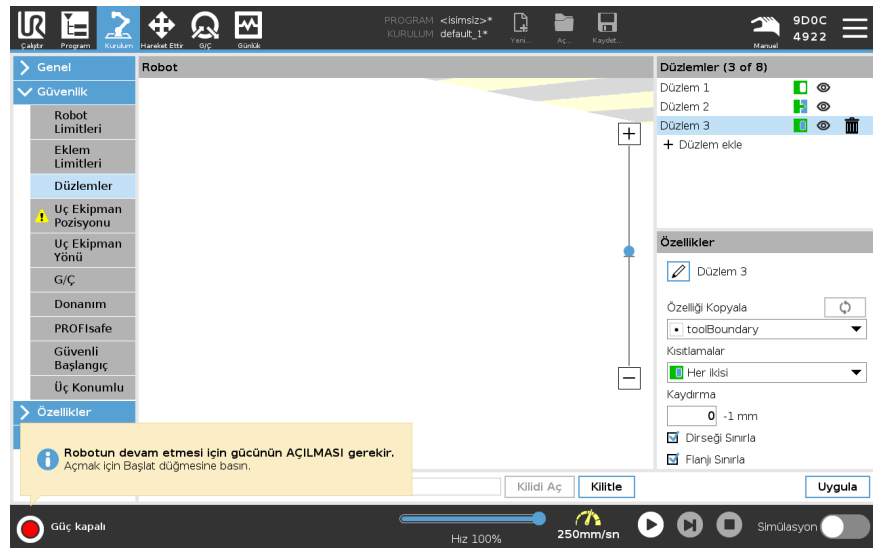 PROGRAM <isimsiz>*
KURULUM default_1*
Çalıştır
Program
Kurulum
Hareket Ettir
G/Ç
Günlük
Yeni...
Aç...
Kaydet...
Manuel
9D0C
4922
Genel
Güvenlik
Robot
Limitleri
Eklem
Limitleri
Düzlemler
Uç Ekipman
Pozisyonu
Uç Ekipman
Yönü
G/Ç
Donanım
PROFIsafe
Güvenli
Başlangıç
Üç Konumlu
Özellikler
Robot
Düzlemler (3 of 8)
Düzlem 1
Düzlem 2
Düzlem 3
+ Düzlem ekle
Özellikler
Düzlem 3
Özelliği Kopyala
toolBoundary
Kısıtlamalar
Her ikisi
Kaydırma
0 -1 mm
Dirseği Sınırla
Flanjı Sınırla
Robotun devam etmesi için gücünün AÇILMASI gerekir.
Açmak için Başlat düğmesine basın.
Kilidi Aç
Kilitle
Uygula
Güç kapalı
Hız 100%
250mm/sn
Simülasyon